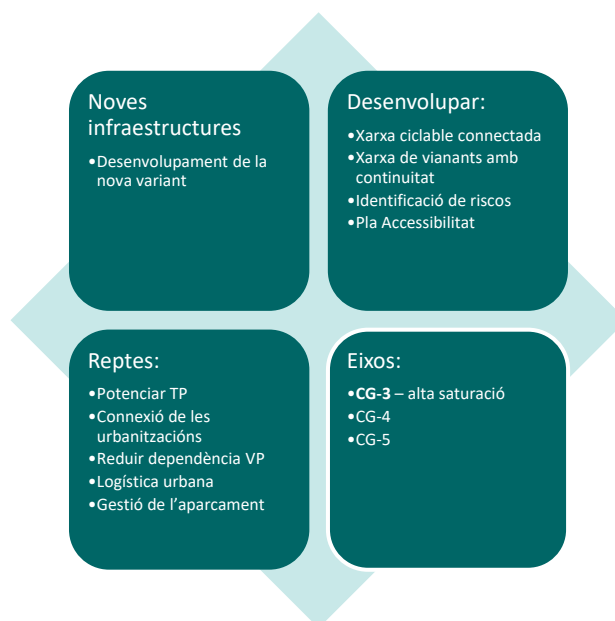 Noves
infraestructures
•Desenvolupament de la
nova variant
Desenvolupar:
•Xarxa ciclable connectada
•Xarxa de vianants amb
continuitat
•Identificació de riscos
•Pla Accessibilitat
Reptes:
•Potenciar TP
•Connexió de les
urbanitzacións
•Reduir dependència VP
•Logística urbana
•Gestió de l’aparcament
Eixos:
•CG-3 – alta saturació
•CG-4
•CG-5